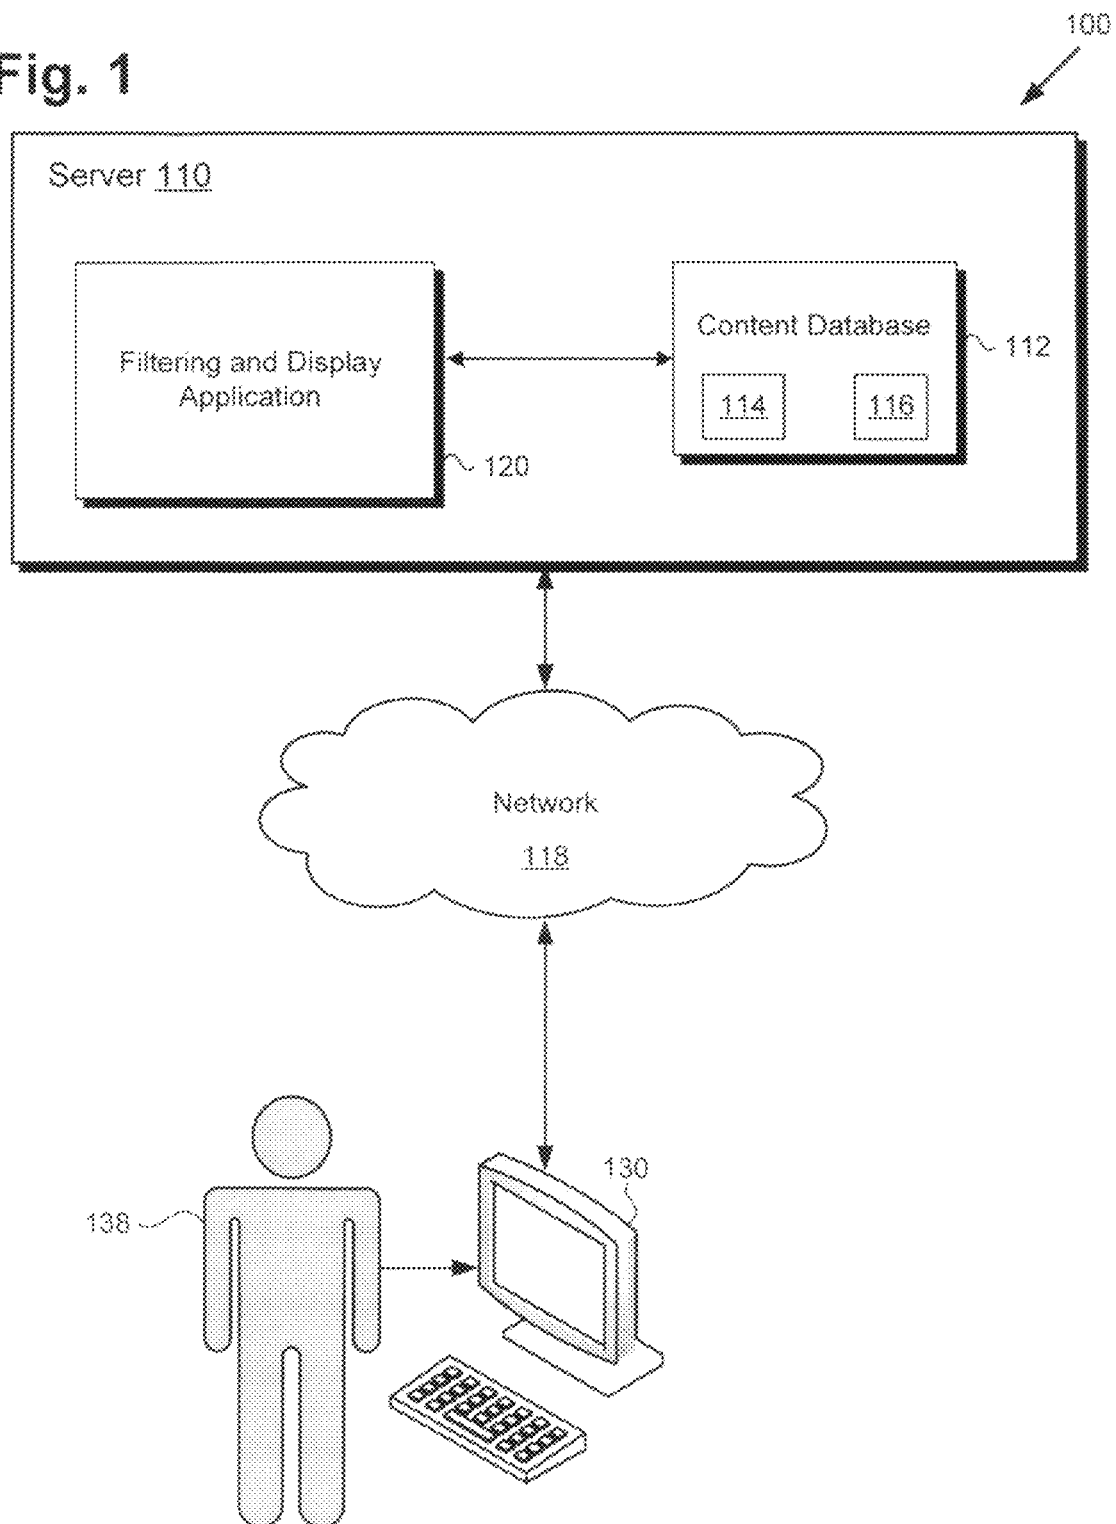 100
Fig. 1
Server 110
Filtering and Display
Application
120
Content Database
114 116
112
Network
118
138
130